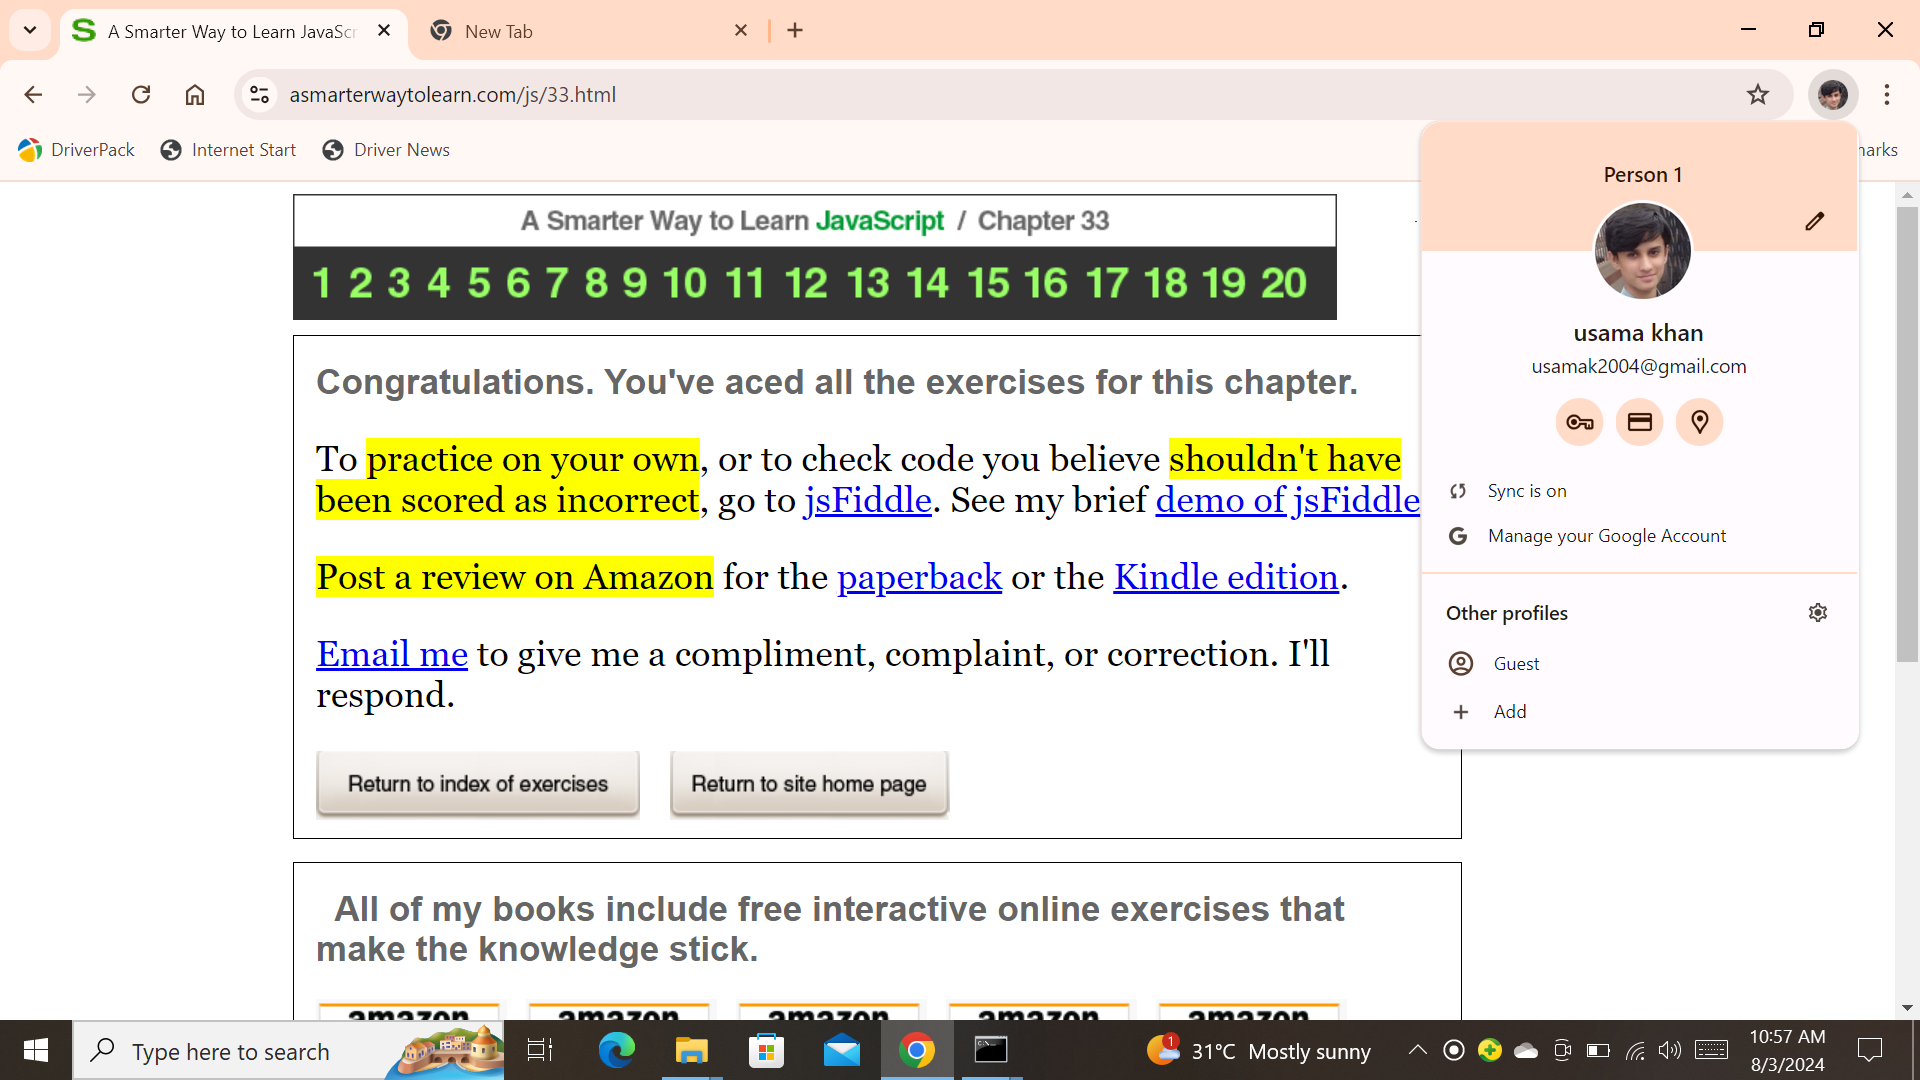 A Smarter Way to Learn JavaScr
New Tab
asmarterwaytolearn.com/js/33.html
DriverPack
Internet Start
Driver News
arks
A Smarter Way to Learn JavaScript / Chapter 33
1 2 3 4 5 6 7 8 9 10 11 12 13 14 15 16 17 18 19 20
Congratulations. You've aced all the exercises for this chapter.
To practice on your own, or to check code you believe shouldn't have
been scored as incorrect, go to jsFiddle. See my brief demo of jsFiddle
Post a review on Amazon for the paperback or the Kindle edition.
Email me to give me a compliment, complaint, or correction. I'll
respond.
Return to index of exercises
Return to site home page
All of my books include free interactive online exercises that
make the knowledge stick.
amazon amazon amazon amazon amazon
Person 1
usama khan
usamak2004@gmail.com
Sync is on
Manage your Google Account
Other profiles
Guest
Add
Type here to search
1
31°C Mostly sunny
10:57 AM
8/3/2024